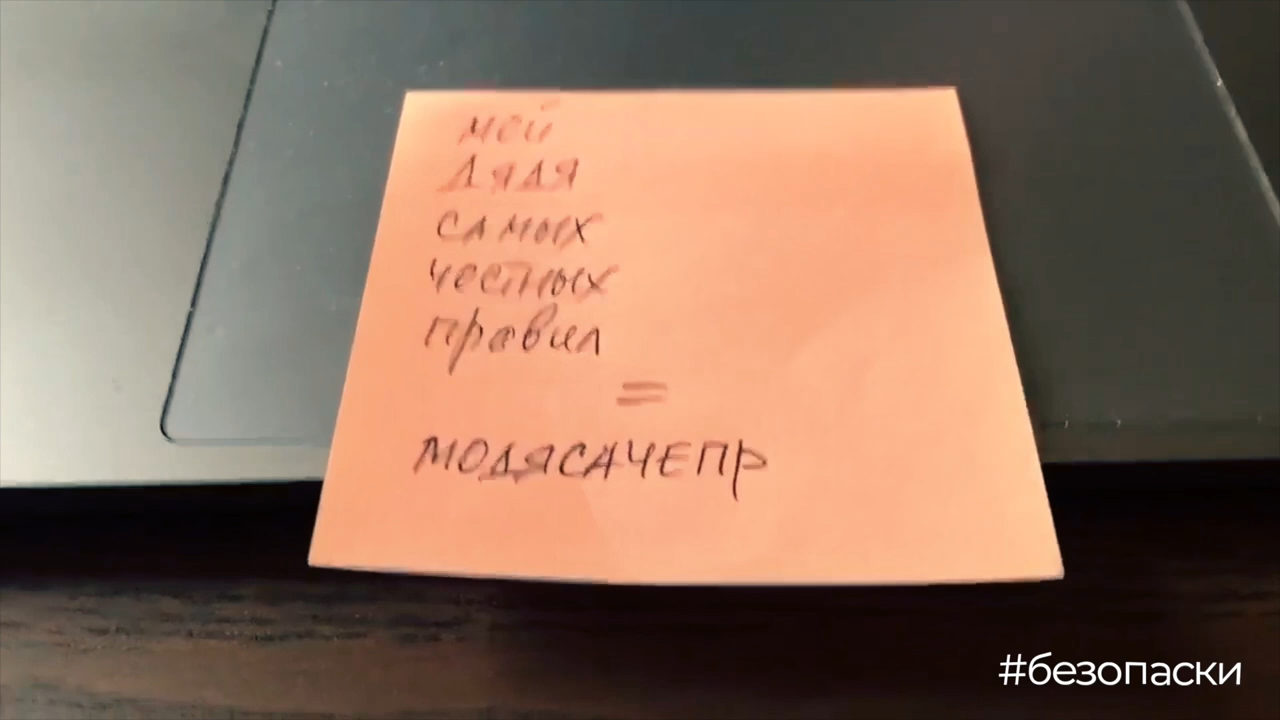 мой
дядя
самых
честных
правил
=
МОДЯСАЧЕПР
#безопаски